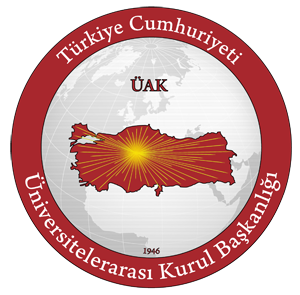 Türkiye Cumhuriyeti
ÜAK
1946
Üniversitelerarası Kurul Başkanlığı